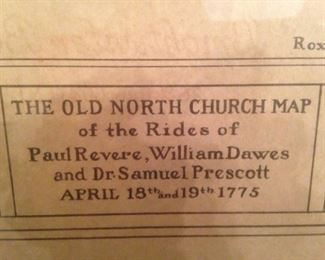 Rox
THE OLD NORTH CHURCH MAP
of the Rides of
Paul Revere, William Dawes
and Dr. Samuel Prescott
APRIL 18th and 19th 1775